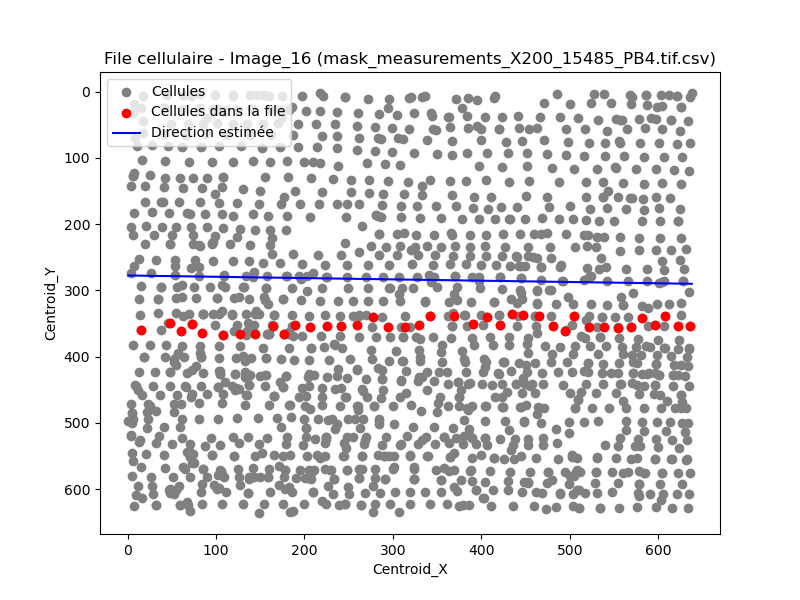 File cellulaire - Image_16 (mask_measurements_X200_15485_PB4.tif.csv)
Cellules
Cellules dans la file
Direction estimée
0
100
200
300
400
500
600
Centroid_Y
0 100 200 300 400 500 600
Centroid_X